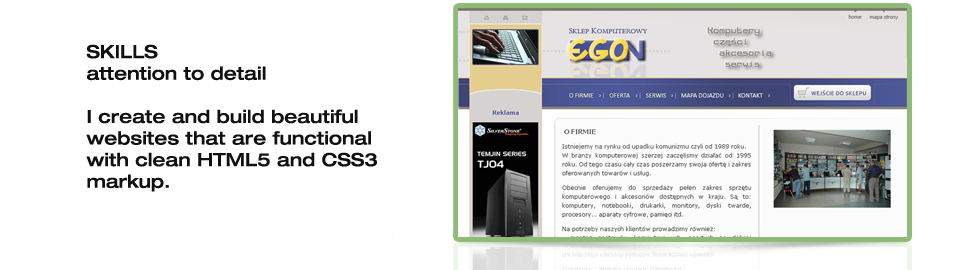 SKILLS
attention to detail
I create and build beautiful
websites that are functional
with clean HTML5 and CSS3
markup.
home mapa strony
SKLEP KOMPUTEROWY
EGON
Komputery
części
akcesoria
serwis
O FIRMIE OFERTA SERWIS MAPA DOJAZDU KONTAKT
WEJŚCIE DO SKLEPU
Reklama
SILVERSTONE
TEMJIN SERIES
TJ04
O FIRMIE
Istniejemy na rynku od upadku komunizmu czyli od 1989 roku.
W branży komputerowej szerzej zaczęliśmy działać od 1995
roku. Od tego czasu cały czas poszerzamy swoja ofertę i zakres
oferowanych towarów i usług.
Obecnie oferujemy do sprzedaży pełen zakres sprzętu
komputerowego i akcesoriów dostępnych w kraju. Są to:
komputery, notebooki, drukarki, monitory, dyski twarde,
procesory... aparaty cyfrowe, pamięci itd.
Na potrzeby naszych klientów prowadzimy również: